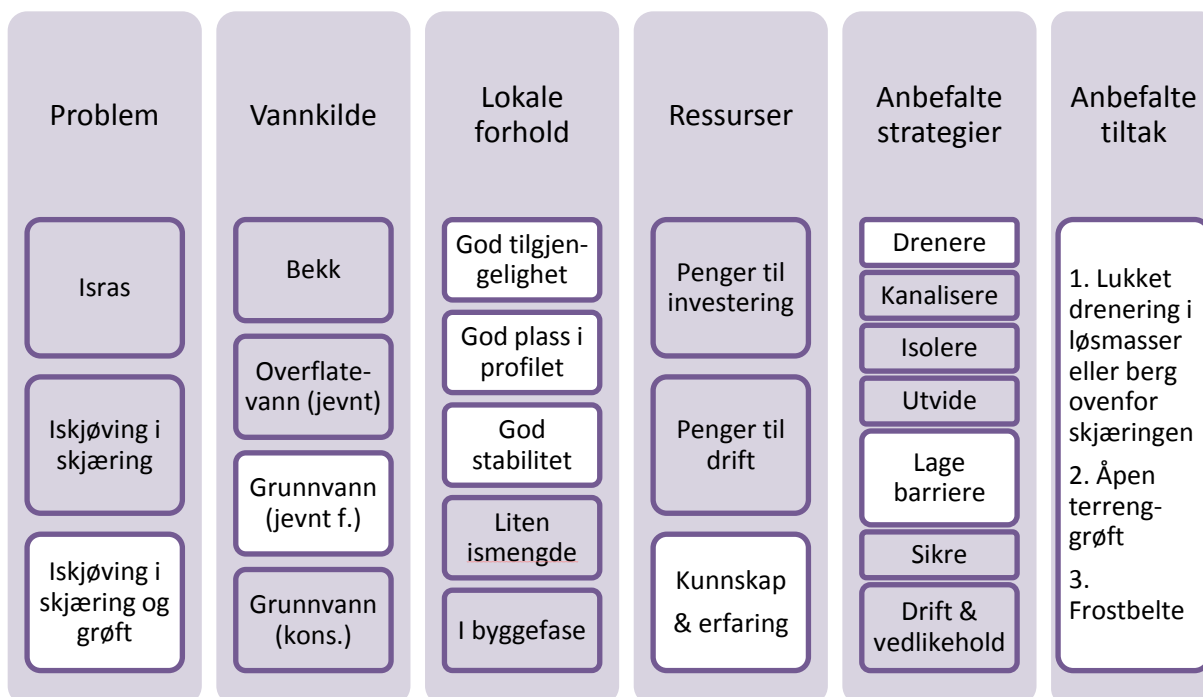 Problem
Isras
Iskjøving i
skjæring
Iskjøving i
skjæring og
grøft
Vannkilde
Bekk
Overflate-
vann (jevnt)
Grunnvann
(jevnt f.)
Grunnvann
(kons.)
Lokale
forhold
God tilgjen-
gelighet
God plass i
profilet
God
stabilitet
Liten
ismengde
I byggefase
Ressurser
Penger til
investering
Penger til
drift
Kunnskap
& erfaring
Anbefalte
strategier
Drenere
Kanalisere
Isolere
Utvide
Lage
barriere
Sikre
Drift &
vedlikehold
Anbefalte
tiltak
1. Lukket
drenering i
løsmasser
eller berg
ovenfor
skjæringen
2. Åpen
terreng-
grøft
3.
Frostbelte